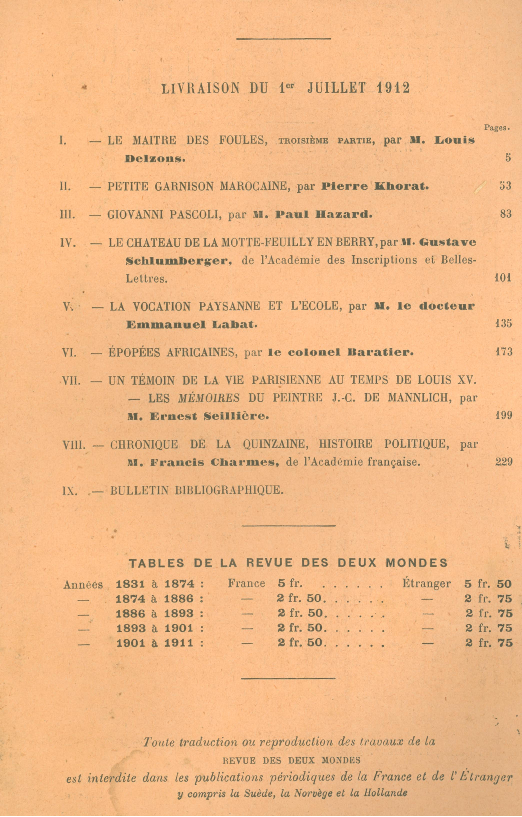 LIVRAISON DU 1er JUILLET 1912
Pages.
I. — LE MAITRE DES FOULES, TROISIÈME PARTIE, par M. Louis
Delzons. 5
II. — PETITE GARNISON MAROCAINE, par Pierre Khorat. 53
III. — GIOVANNI PASCOLI, par M. Paul Hazard. 83
IV. — LE CHATEAU DE LA MOTTE-FEUILLY EN BERRY, par M. Gustave
Schlumberger, de l'Académie des Inscriptions et Belles-
Lettres. 101
V. — LA VOCATION PAYSANNE ET L'ECOLE, par M. le docteur
Emmanuel Labat. 135
VI. — ÉPOPÉES AFRICAINES, par le colonel Baratier. 173
VII. — UN TÉMOIN DE LA VIE PARISIENNE AU TEMPS DE LOUIS XV.
— LES MÉMOIRES DU PEINTRE J.-C. DE MANNLICH, par
M. Ernest Seillière. 199
VIII. — CHRONIQUE DE LA QUINZAINE, HISTOIRE POLITIQUE, par
M. Francis Charmes, de l'Académie française. 229
IX. — BULLETIN BIBLIOGRAPHIQUE.
TABLES DE LA REVUE DES DEUX MONDES
Années 1831 à 1874 : France 5 fr. . . . . . . Étranger 5 fr. 50
— 1874 à 1886 : — 2 fr. 50. . . . . . — 2 fr. 75
— 1886 à 1893 : — 2 fr. 50. . . . . . — 2 fr. 75
— 1893 à 1901 : — 2 fr. 50. . . . . . — 2 fr. 75
— 1901 à 1911 : — 2 fr. 50. . . . . . — 2 fr. 75
Toute traduction ou reproduction des travaux de la
REVUE DES DEUX MONDES
est interdite dans les publications périodiques de la France et de l'Étranger
y compris la Suède, la Norvège et la Hollande